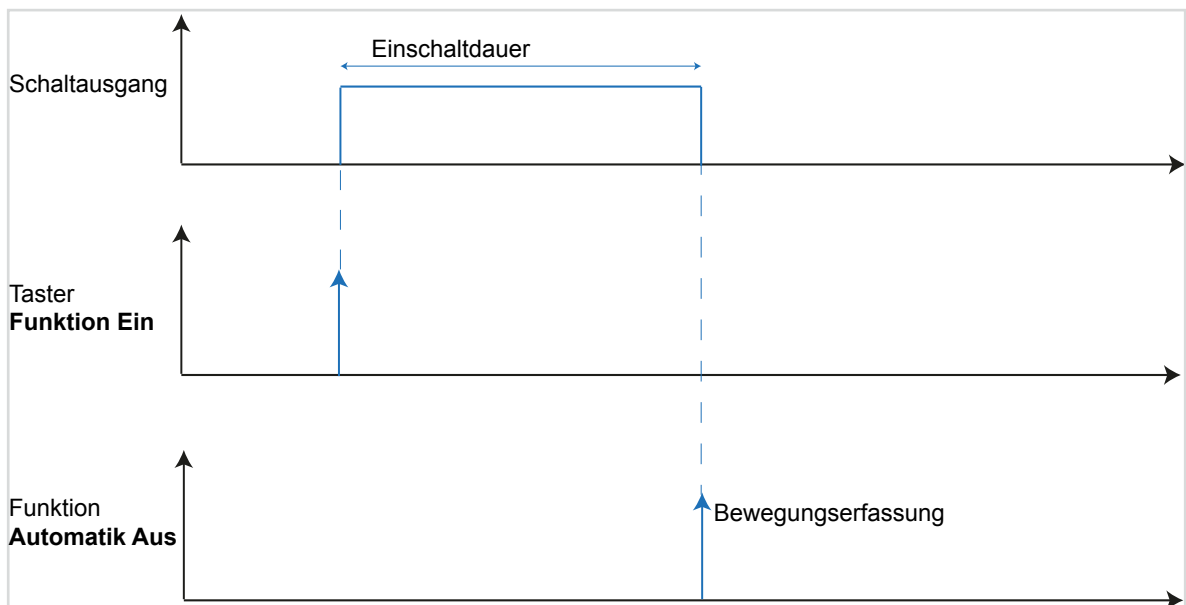 Einschaltdauer
Schaltausgang
Taster
Funktion Ein
Funktion
Automatik Aus
Bewegungserfassung